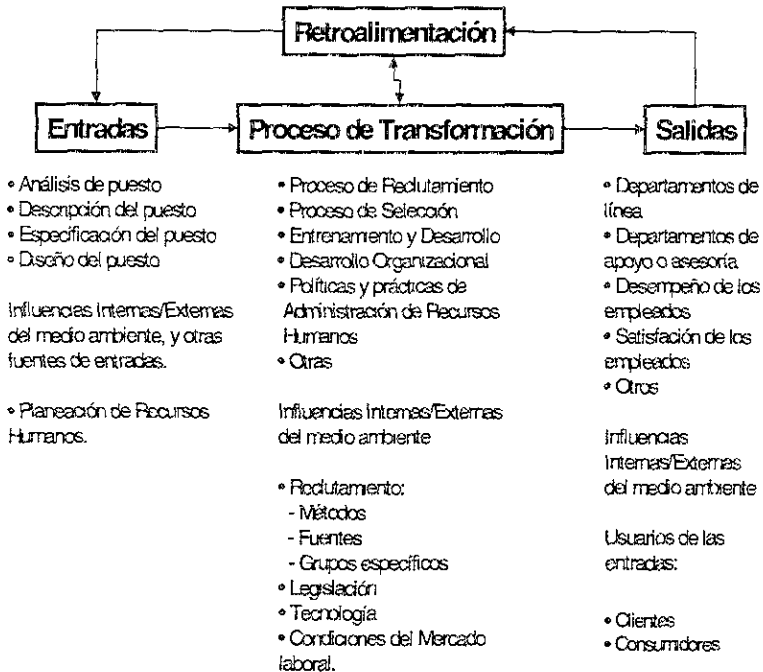 Retroalimentación
Entradas
Proceso de Transformación
Salidas
• Análisis de puesto
• Descripción del puesto
• Especificación del puesto
• Diseño del puesto
Influencias Internas/Externas
del medio ambiente, y otras
fuentes de entradas.
• Planeación de Recursos
Humanos.
• Proceso de Reclutamiento
• Proceso de Selección
• Entrenamiento y Desarrollo
• Desarrollo Organizacional
• Políticas y prácticas de
Administración de Recursos
Humanos
• Otras
Influencias Internas/Externas
del medio ambiente
• Reclutamiento:
- Métodos
- Fuentes
- Grupos específicos
• Legislación
• Tecnología
• Condiciones del Mercado
laboral.
• Departamentos de
línea
• Departamentos de
apoyo o asesoría
• Desempeño de los
empleados
• Satisfacción de los
empleados
• Otros
Influencias
Internas/Externas
del medio ambiente
Usuarios de las
entradas:
• Clientes
• Consumidores